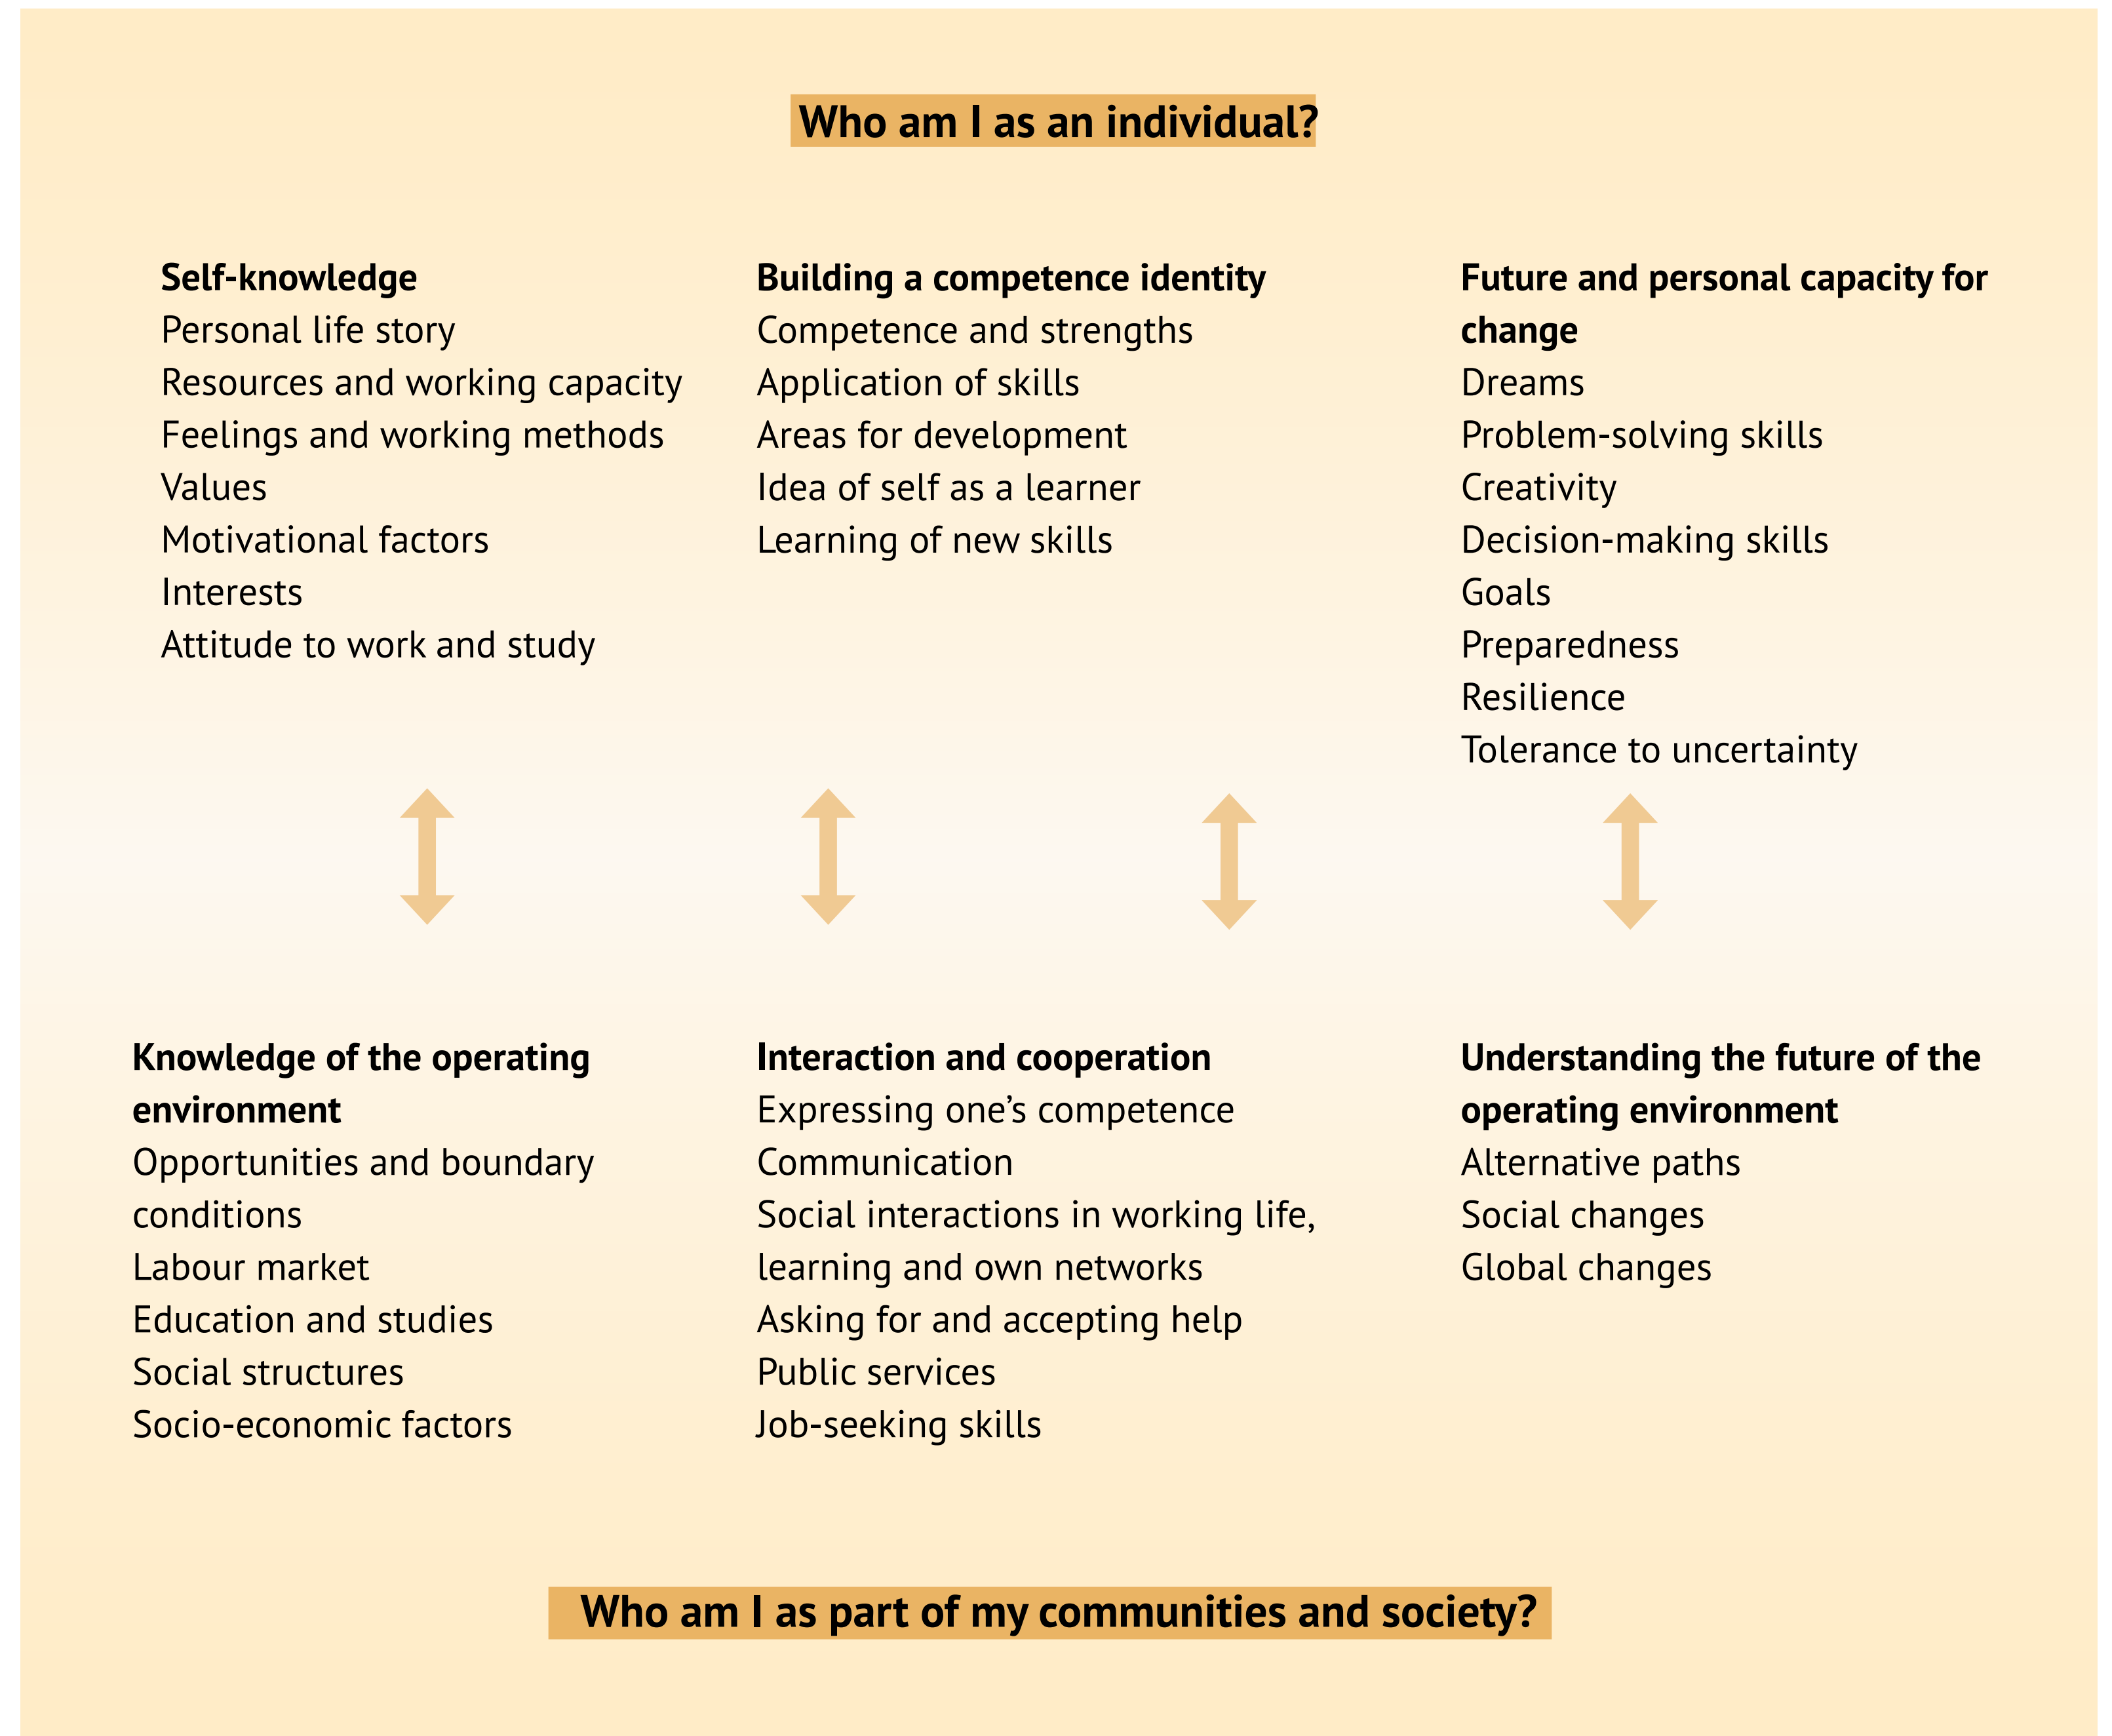 Who am I as an individual?
Self-knowledge
Personal life story
Resources and working capacity
Feelings and working methods
Values
Motivational factors
Interests
Attitude to work and study
Building a competence identity
Competence and strengths
Application of skills
Areas for development
Idea of self as a learner
Learning of new skills
Future and personal capacity for
change
Dreams
Problem-solving skills
Creativity
Decision-making skills
Goals
Preparedness
Resilience
Tolerance to uncertainty
Knowledge of the operating
environment
Opportunities and boundary
conditions
Labour market
Education and studies
Social structures
Socio-economic factors
Interaction and cooperation
Expressing one’s competence
Communication
Social interactions in working life,
learning and own networks
Asking for and accepting help
Public services
Job-seeking skills
Understanding the future of the
operating environment
Alternative paths
Social changes
Global changes
Who am I as part of my communities and society?